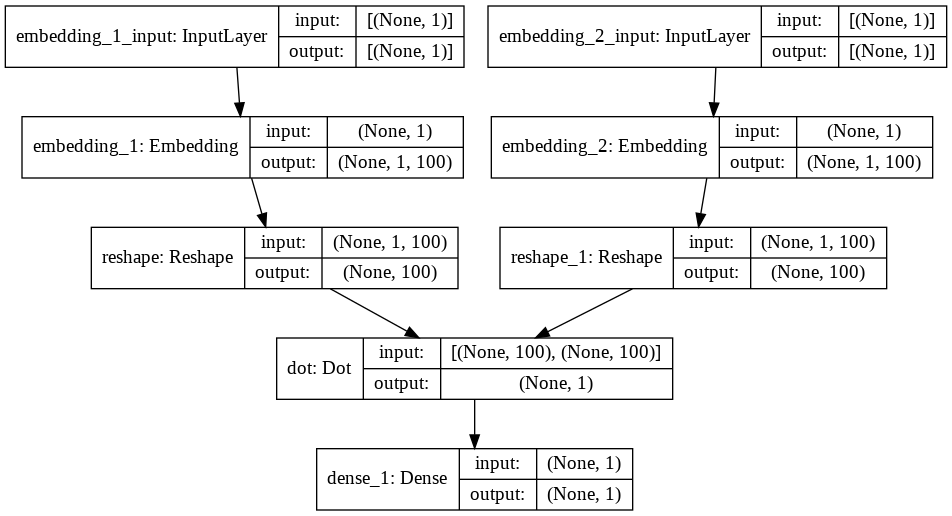 embedding_1_input: InputLayer
input:
[(None, 1)]
output:
[(None, 1)]
embedding_2_input: InputLayer
input:
[(None, 1)]
output:
[(None, 1)]
embedding_1: Embedding
input:
(None, 1)
output:
(None, 1, 100)
embedding_2: Embedding
input:
(None, 1)
output:
(None, 1, 100)
reshape: Reshape
input:
(None, 1, 100)
output:
(None, 100)
reshape_1: Reshape
input:
(None, 1, 100)
output:
(None, 100)
dot: Dot
input:
[(None, 100), (None, 100)]
output:
(None, 1)
dense_1: Dense
input:
(None, 1)
output:
(None, 1)